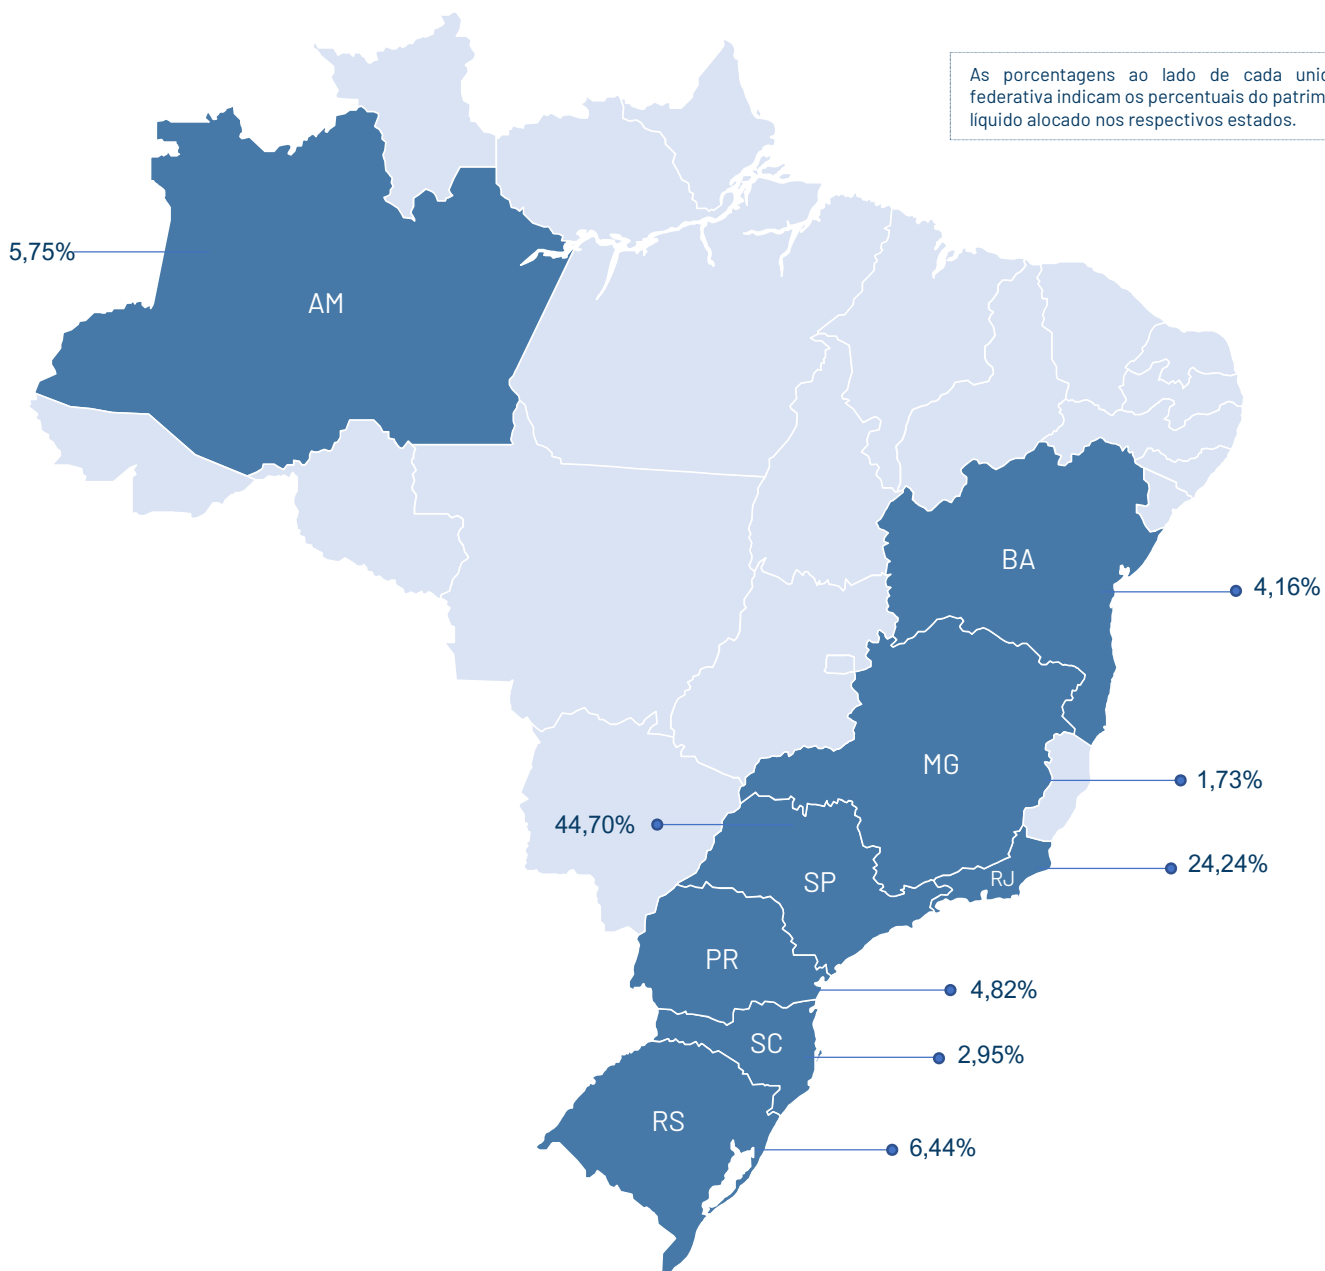 As porcentagens ao lado de cada
federativa indicam os percentuais do
líquido alocado nos respectivos estados.
5,75%
AM
BA
4,16%
MG
1,73%
44,70%
SP
RJ
24,24%
PR
4,82%
SC
2,95%
RS
6,44%